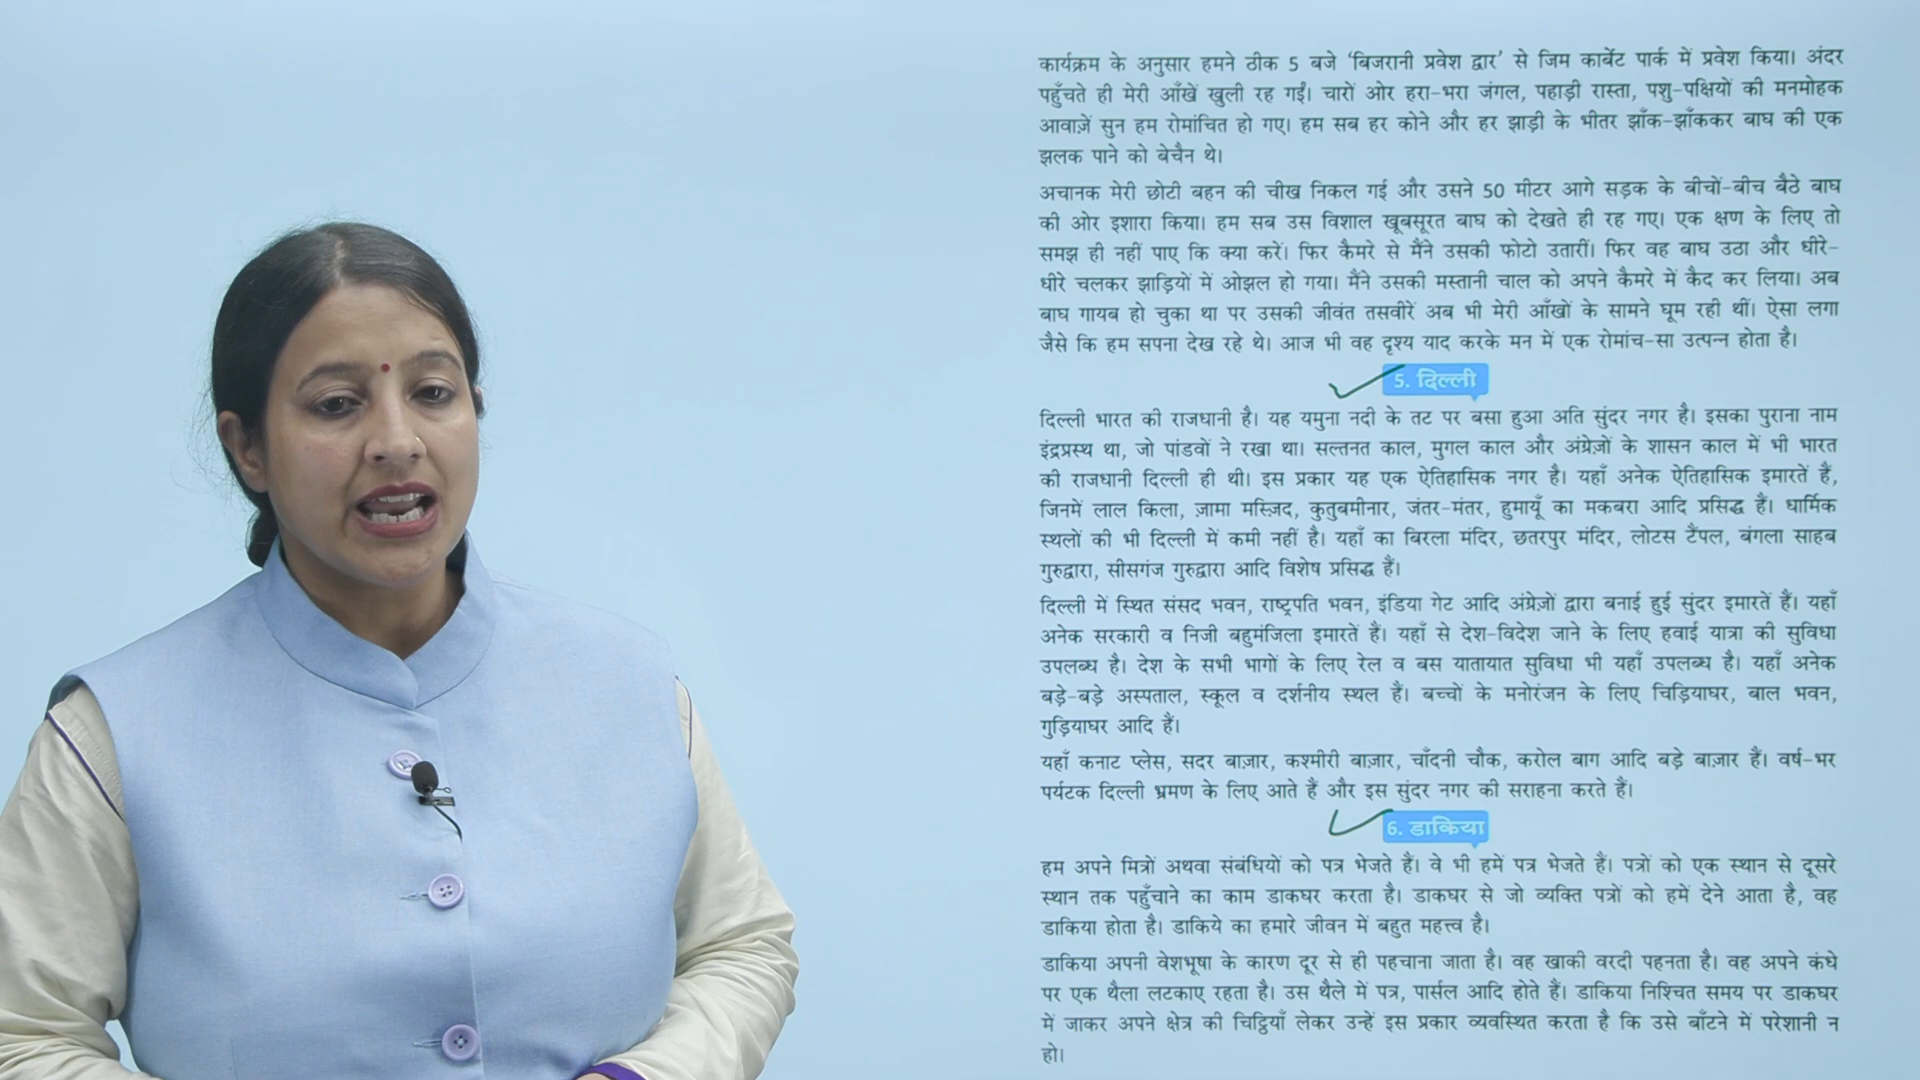 कार्यक्रम के अनुसार हमने ठीक 5 बजे ‘बिजरानी प्रवेश द्वार’ से जिम कार्बेट पार्क में प्रवेश किया। अंदर
पहुँचते ही मेरी आँखें खुली रह गईं। चारों ओर हरा-भरा जंगल, पहाड़ी रास्ता, पशु-पक्षियों की मनमोहक
आवाज़ें सुन हम रोमांचित हो गए। हम सब हर कोने और हर झाड़ी के भीतर झाँक-झाँककर बाघ की एक
झलक पाने को बेचैन थे।
अचानक मेरी छोटी बहन की चीख निकल गई और उसने 50 मीटर आगे सड़क के बीचों-बीच बैठे बाघ
की ओर इशारा किया। हम सब उस विशाल खूबसूरत बाघ को देखते ही रह गए। एक क्षण के लिए तो
समझ ही नहीं पाए कि क्या करें। फिर कैमरे से मैंने उसकी फोटो उतारीं। फिर वह बाघ उठा और धीरे-
धीरे चलकर झाड़ियों में ओझल हो गया। मैंने उसकी मस्तानी चाल को अपने कैमरे में कैद कर लिया। अब
बाघ गायब हो चुका था पर उसकी जीवंत तसवीरें अब भी मेरी आँखों के सामने घूम रही थीं। ऐसा लगा
जैसे कि हम सपना देख रहे थे। आज भी वह दृश्य याद करके मन में एक रोमांच-सा उत्पन्न होता है।
5. दिल्ली
दिल्ली भारत की राजधानी है। यह यमुना नदी के तट पर बसा हुआ अति सुंदर नगर है। इसका पुराना नाम
इंद्रप्रस्थ था, जो पांडवों ने रखा था। सल्तनत काल, मुगल काल और अंग्रेज़ों के शासन काल में भी भारत
की राजधानी दिल्ली ही थी। इस प्रकार यह एक ऐतिहासिक नगर है। यहाँ अनेक ऐतिहासिक इमारतें हैं,
जिनमें लाल किला, ज़ामा मस्ज़िद, कुतुबमीनार, जंतर-मंतर, हुमायूँ का मकबरा आदि प्रसिद्ध हैं। धार्मिक
स्थलों की भी दिल्ली में कमी नहीं है। यहाँ का बिरला मंदिर, छतरपुर मंदिर, लोटस टैंपल, बंगला साहब
गुरुद्वारा, सीसगंज गुरुद्वारा आदि विशेष प्रसिद्ध हैं।
दिल्ली में स्थित संसद भवन, राष्ट्रपति भवन, इंडिया गेट आदि अंग्रेज़ों द्वारा बनाई हुई सुंदर इमारतें हैं। यहाँ
अनेक सरकारी व निजी बहुमंजिला इमारतें हैं। यहाँ से देश-विदेश जाने के लिए हवाई यात्रा की सुविधा
उपलब्ध है। देश के सभी भागों के लिए रेल व बस यातायात सुविधा भी यहाँ उपलब्ध है। यहाँ अनेक
बड़े-बड़े अस्पताल, स्कूल व दर्शनीय स्थल हैं। बच्चों के मनोरंजन के लिए चिड़ियाघर, बाल भवन,
गुड़ियाघर आदि हैं।
यहाँ कनाट प्लेस, सदर बाज़ार, कश्मीरी बाज़ार, चाँदनी चौक, करोल बाग आदि बड़े बाज़ार हैं। वर्ष-भर
पर्यटक दिल्ली भ्रमण के लिए आते हैं और इस सुंदर नगर की सराहना करते हैं।
6. डाकिया
हम अपने मित्रों अथवा संबंधियों को पत्र भेजते हैं। वे भी हमें पत्र भेजते हैं। पत्रों को एक स्थान से दूसरे
स्थान तक पहुँचाने का काम डाकघर करता है। डाकघर से जो व्यक्ति पत्रों को हमें देने आता है, वह
डाकिया होता है। डाकिये का हमारे जीवन में बहुत महत्त्व है।
डाकिया अपनी वेशभूषा के कारण दूर से ही पहचाना जाता है। वह खाकी वरदी पहनता है। वह अपने कंधे
पर एक थैला लटकाए रहता है। उस थैले में पत्र, पार्सल आदि होते हैं। डाकिया निश्चित समय पर डाकघर
में जाकर अपने क्षेत्र की चिट्ठियाँ लेकर उन्हें इस प्रकार व्यवस्थित करता है कि उसे बाँटने में परेशानी न
हो।